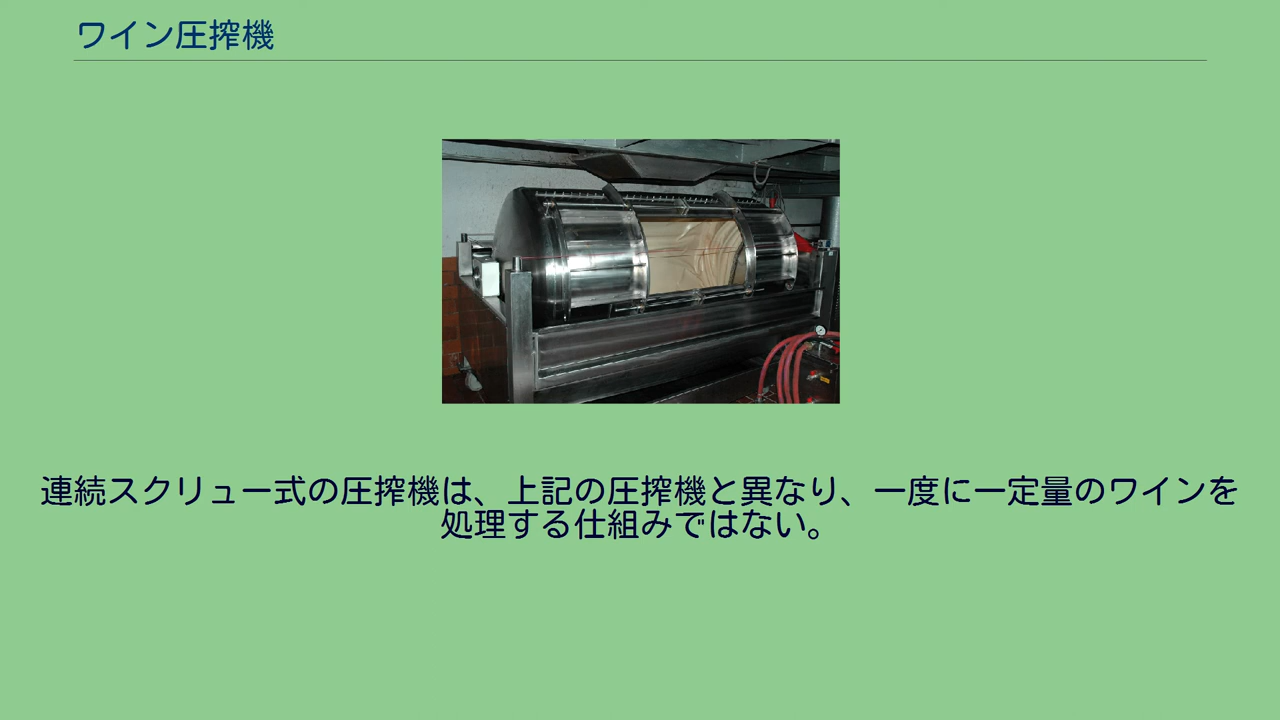 ワイン圧搾機
連続スクリュー式の圧搾機は、上記の圧搾機と異なり、一度に一定量のワインを
処理する仕組みではない。